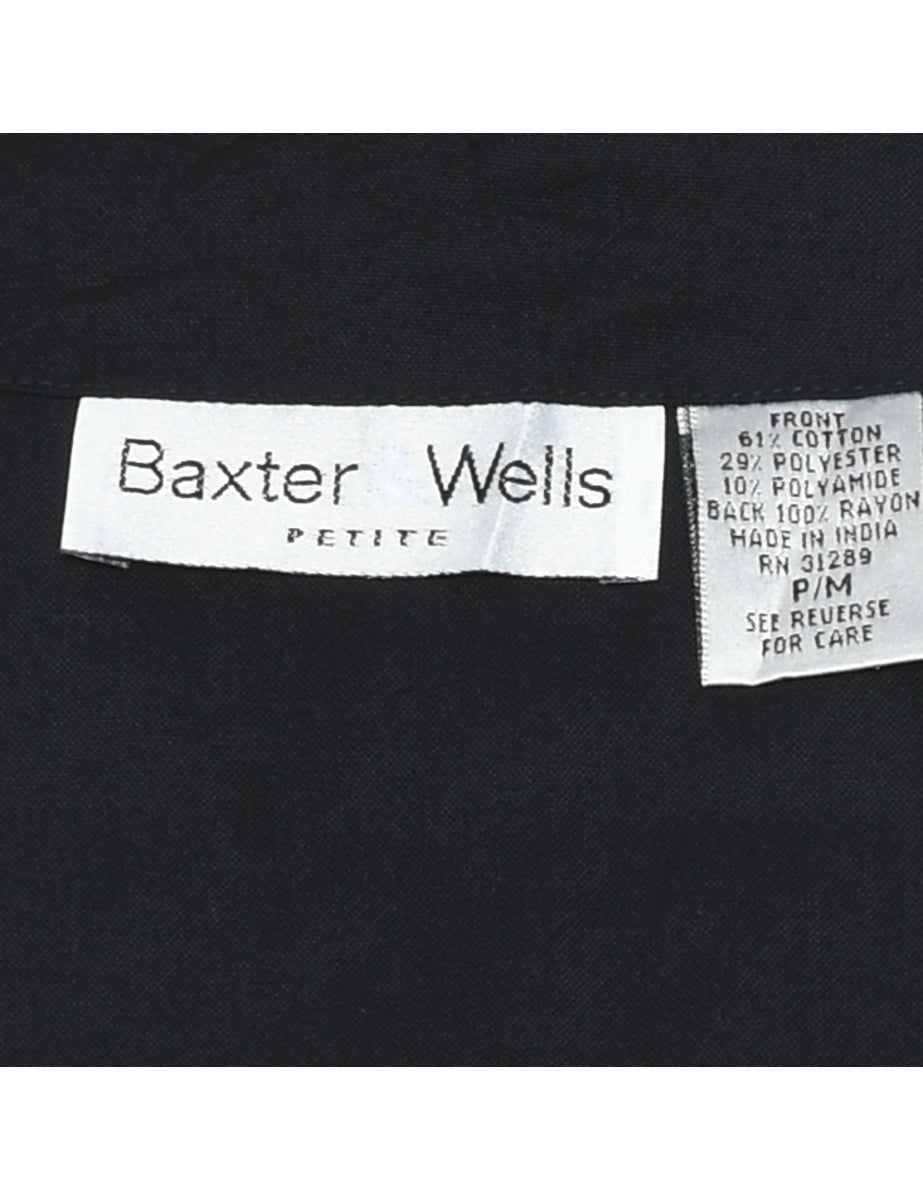 Baxter & Wells
PETITE
FRONT
61% COTTON
29% POLYESTER
10% POLYAMIDE
BACK 100% RAYON
MADE IN INDIA
RN 31289
P/M
SEE REVERSE
FOR CARE